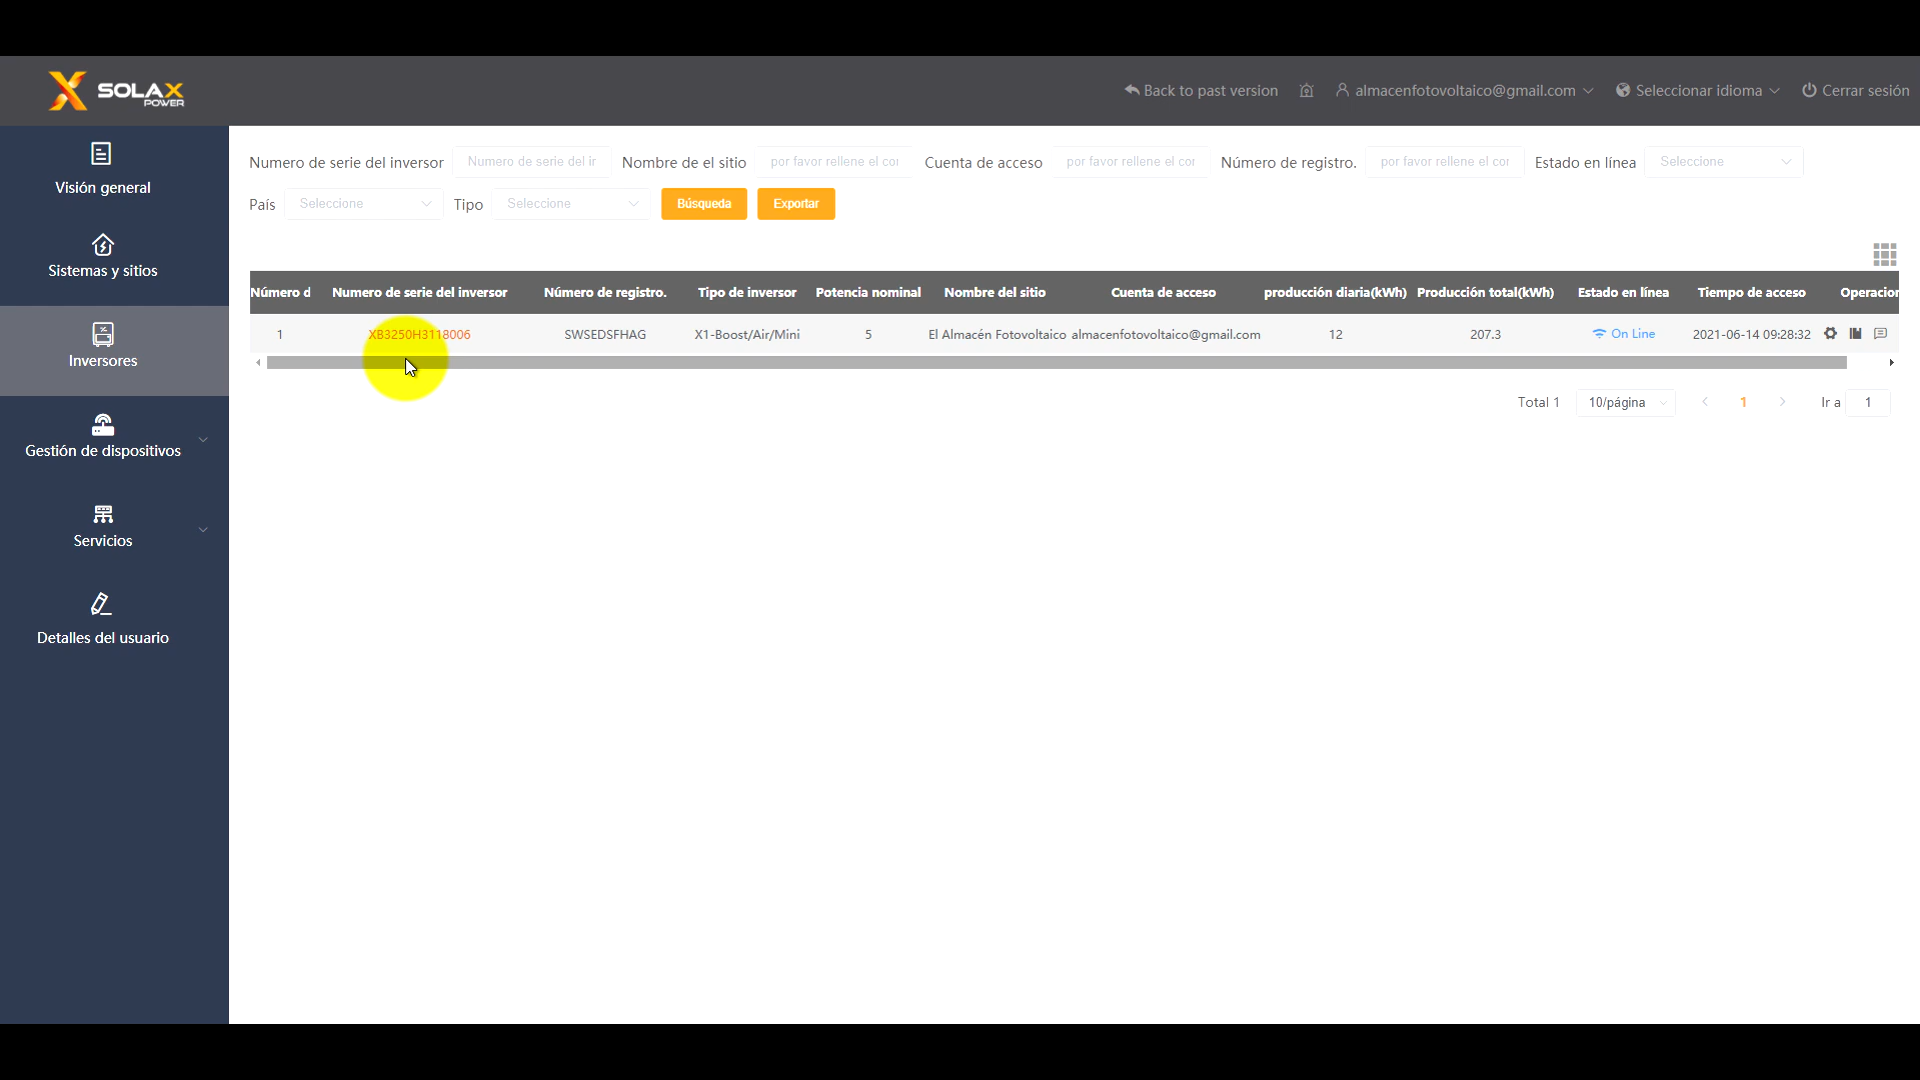 SOLAX POWER
Back to past version almacenfotovoltaico@gmail.com Seleccionar idioma Cerrar sesión
Visión general
Sistemas y sitios
Inversores
Gestión de dispositivos
Servicios
Detalles del usuario
Numero de serie del inversor Numero de serie del ir Nombre de el sitio por favor rellene el cor Cuenta de acceso por favor rellene el cor Número de registro. por favor rellene el cor Estado en línea Seleccione
País Seleccione Tipo Seleccione Búsqueda Exportar
Número d Numero de serie del inversor Número de registro. Tipo de inversor Potencia nominal Nombre del sitio Cuenta de acceso producción diaria(kWh) Producción total(kWh) Estado en línea Tiempo de acceso Operacion
1 XB3250H3118006 SWSEDSFHAG X1-Boost/Air/Mini 5 El Almacén Fotovoltaico almacenfotovoltaico@gmail.com 12 207.3 On Line 2021-06-14 09:28:32
Total 1 10/página 1 Ir a 1